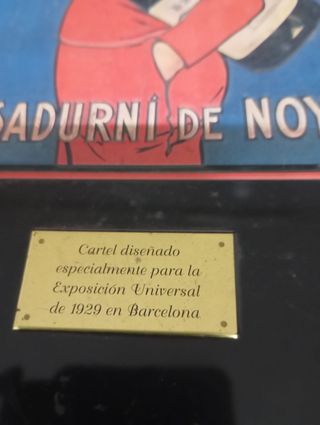 SADURNÍ DE NOY
Cartel diseñado
especialmente para la
Exposición Universal
de 1929 en Barcelona